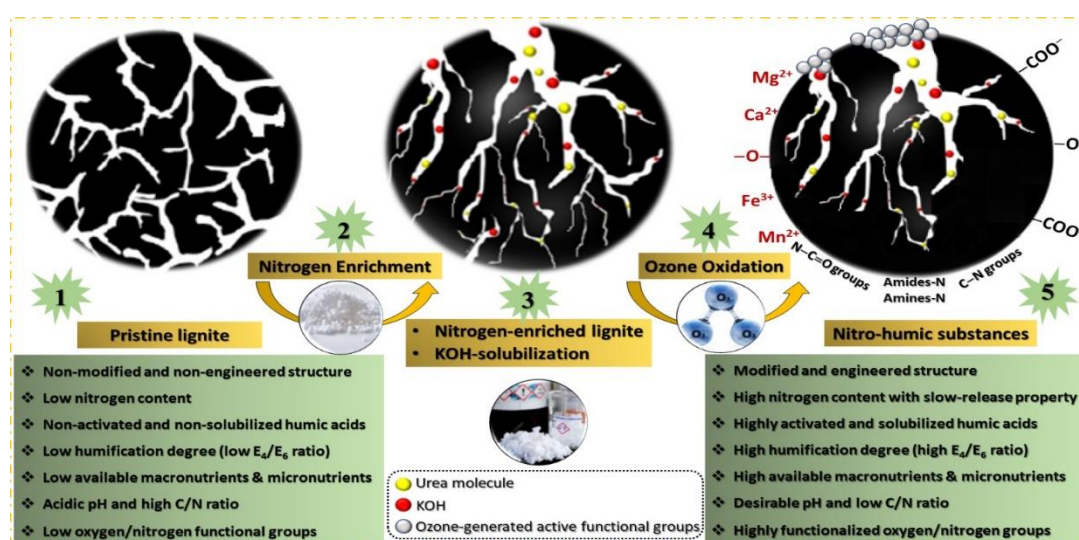 1
Pristine lignite
❖ Non-modified and non-engineered structure
❖ Low nitrogen content
❖ Non-activated and non-solubilized humic acids
❖ Low humification degree (low E₄/E₆ ratio)
❖ Low available macronutrients & micronutrients
❖ Acidic pH and high C/N ratio
❖ Low oxygen/nitrogen functional groups
2
Nitrogen Enrichment
3
• Nitrogen-enriched lignite
• KOH-solubilization
Urea molecule
KOH
Ozone-generated active functional groups
4
Ozone Oxidation
Mg²⁺
Ca²⁺
–O–
Fe³⁺
Mn²⁺
N–C=O groups
Amides-N
Amines-N
C–N groups
–COO⁻
–O
–COO
5
Nitro-humic substances
❖ Modified and engineered structure
❖ High nitrogen content with slow-release property
❖ Highly activated and solubilized humic acids
❖ High humification degree (high E₄/E₆ ratio)
❖ High available macronutrients & micronutrients
❖ Desirable pH and low C/N ratio
❖ Highly functionalized oxygen/nitrogen groups